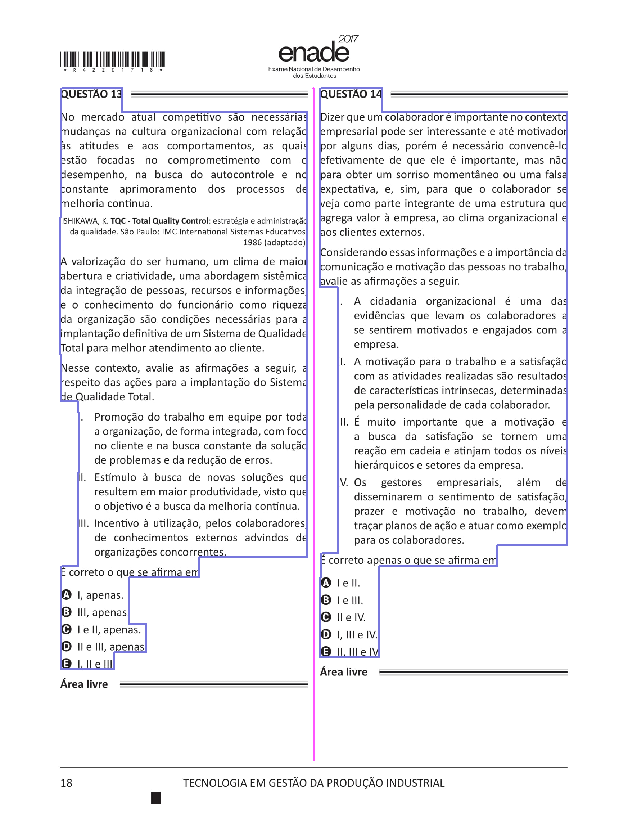 *R4220171 8*
2017
enade
Exame Nacional de Desempenho
dos Estudantes
QUESTÃO 13
No mercado atual competitivo são necessárias
mudanças na cultura organizacional com relação
às atitudes e aos comportamentos, as quais
estão focadas no comprometimento com o
desempenho, na busca do autocontrole e no
constante aprimoramento dos processos de
melhoria contínua.
SHIKAWA, K. TQC - Total Quality Control: estratégia e administração
da qualidade. São Paulo: IMC International Sistemas Educativos,
1986 (adaptado).
A valorização do ser humano, um clima de maior
abertura e criatividade, uma abordagem sistêmica
da integração de pessoas, recursos e informações,
e o conhecimento do funcionário como riqueza
da organização são condições necessárias para a
implantação definitiva de um Sistema de Qualidade
Total para melhor atendimento ao cliente.
Nesse contexto, avalie as afirmações a seguir, a
respeito das ações para a implantação do Sistema
de Qualidade Total.
I. Promoção do trabalho em equipe por toda
a organização, de forma integrada, com foco
no cliente e na busca constante da solução
de problemas e da redução de erros.
II. Estímulo à busca de novas soluções que
resultem em maior produtividade, visto que
o objetivo é a busca da melhoria contínua.
III. Incentivo à utilização, pelos colaboradores,
de conhecimentos externos advindos de
organizações concorrentes.
É correto o que se afirma em
A I, apenas.
B III, apenas.
C I e II, apenas.
D II e III, apenas.
E I, II e III.
Área livre
QUESTÃO 14
Dizer que um colaborador é importante no contexto
empresarial pode ser interessante e até motivador
por alguns dias, porém é necessário convencê-lo
efetivamente de que ele é importante, mas não
para obter um sorriso momentâneo ou uma falsa
expectativa, e, sim, para que o colaborador se
veja como parte integrante de uma estrutura que
agrega valor à empresa, ao clima organizacional e
aos clientes externos.
Considerando essas informações e a importância da
comunicação e motivação das pessoas no trabalho,
avalie as afirmações a seguir.
I. A cidadania organizacional é uma das
evidências que levam os colaboradores a
se sentirem motivados e engajados com a
empresa.
II. A motivação para o trabalho e a satisfação
com as atividades realizadas são resultados
de características intrínsecas, determinadas
pela personalidade de cada colaborador.
III. É muito importante que a motivação e
a busca da satisfação se tornem uma
reação em cadeia e atinjam todos os níveis
hierárquicos e setores da empresa.
IV. Os gestores empresariais, além de
disseminarem o sentimento de satisfação,
prazer e motivação no trabalho, devem
traçar planos de ação e atuar como exemplo
para os colaboradores.
É correto apenas o que se afirma em
A I e II.
B I e III.
C II e IV.
D I, III e IV.
E II, III e IV.
Área livre
18
TECNOLOGIA EM GESTÃO DA PRODUÇÃO INDUSTRIAL